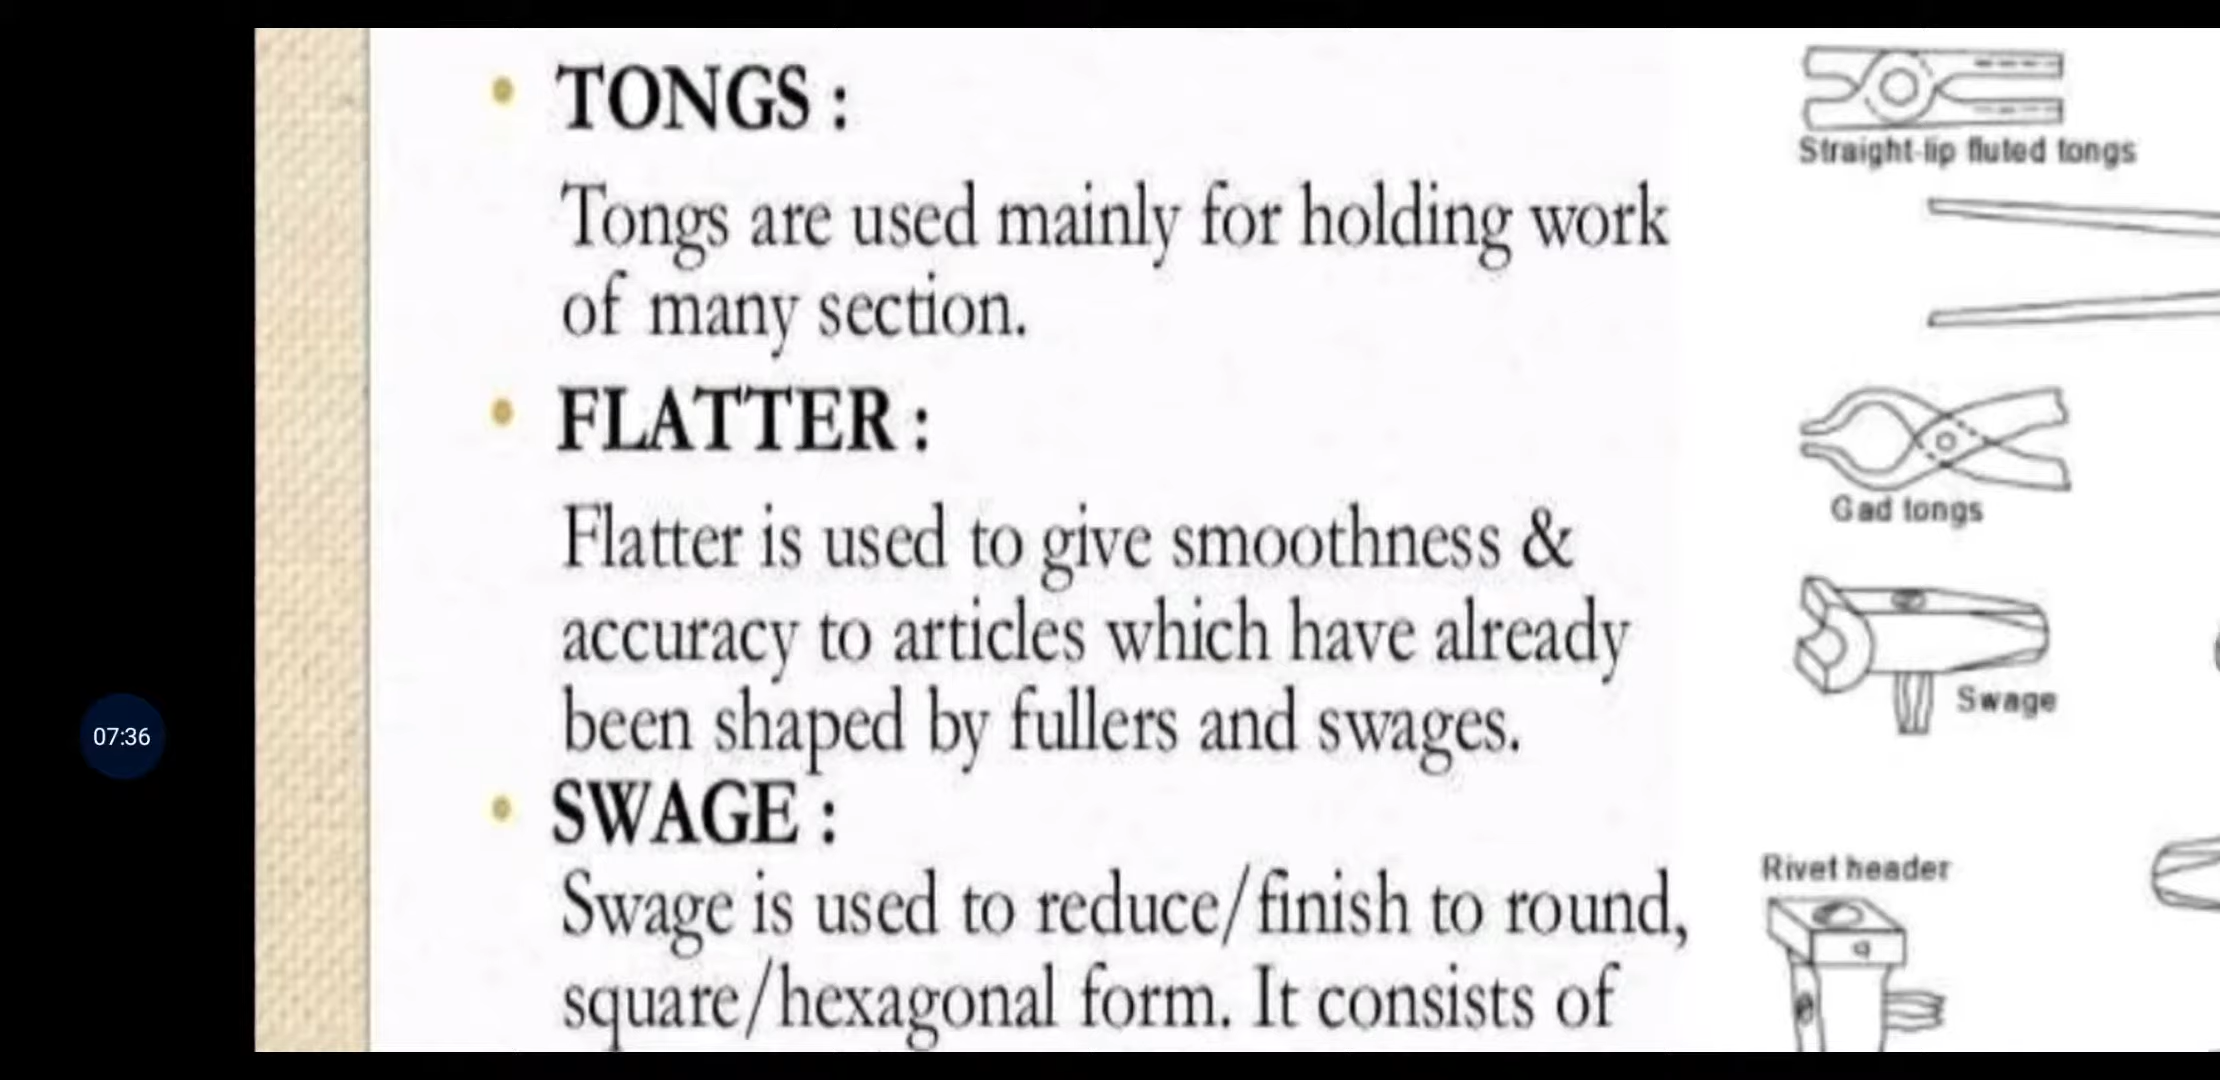 TONGS :
Tongs are used mainly for holding work
of many section.
FLATTER :
Flatter is used to give smoothness &
accuracy to articles which have already
been shaped by fullers and swages.
SWAGE :
Swage is used to reduce/finish to round,
square/hexagonal form. It consists of
Straight-lip fluted tongs
Gad tongs
Swage
Rivet header
07:36